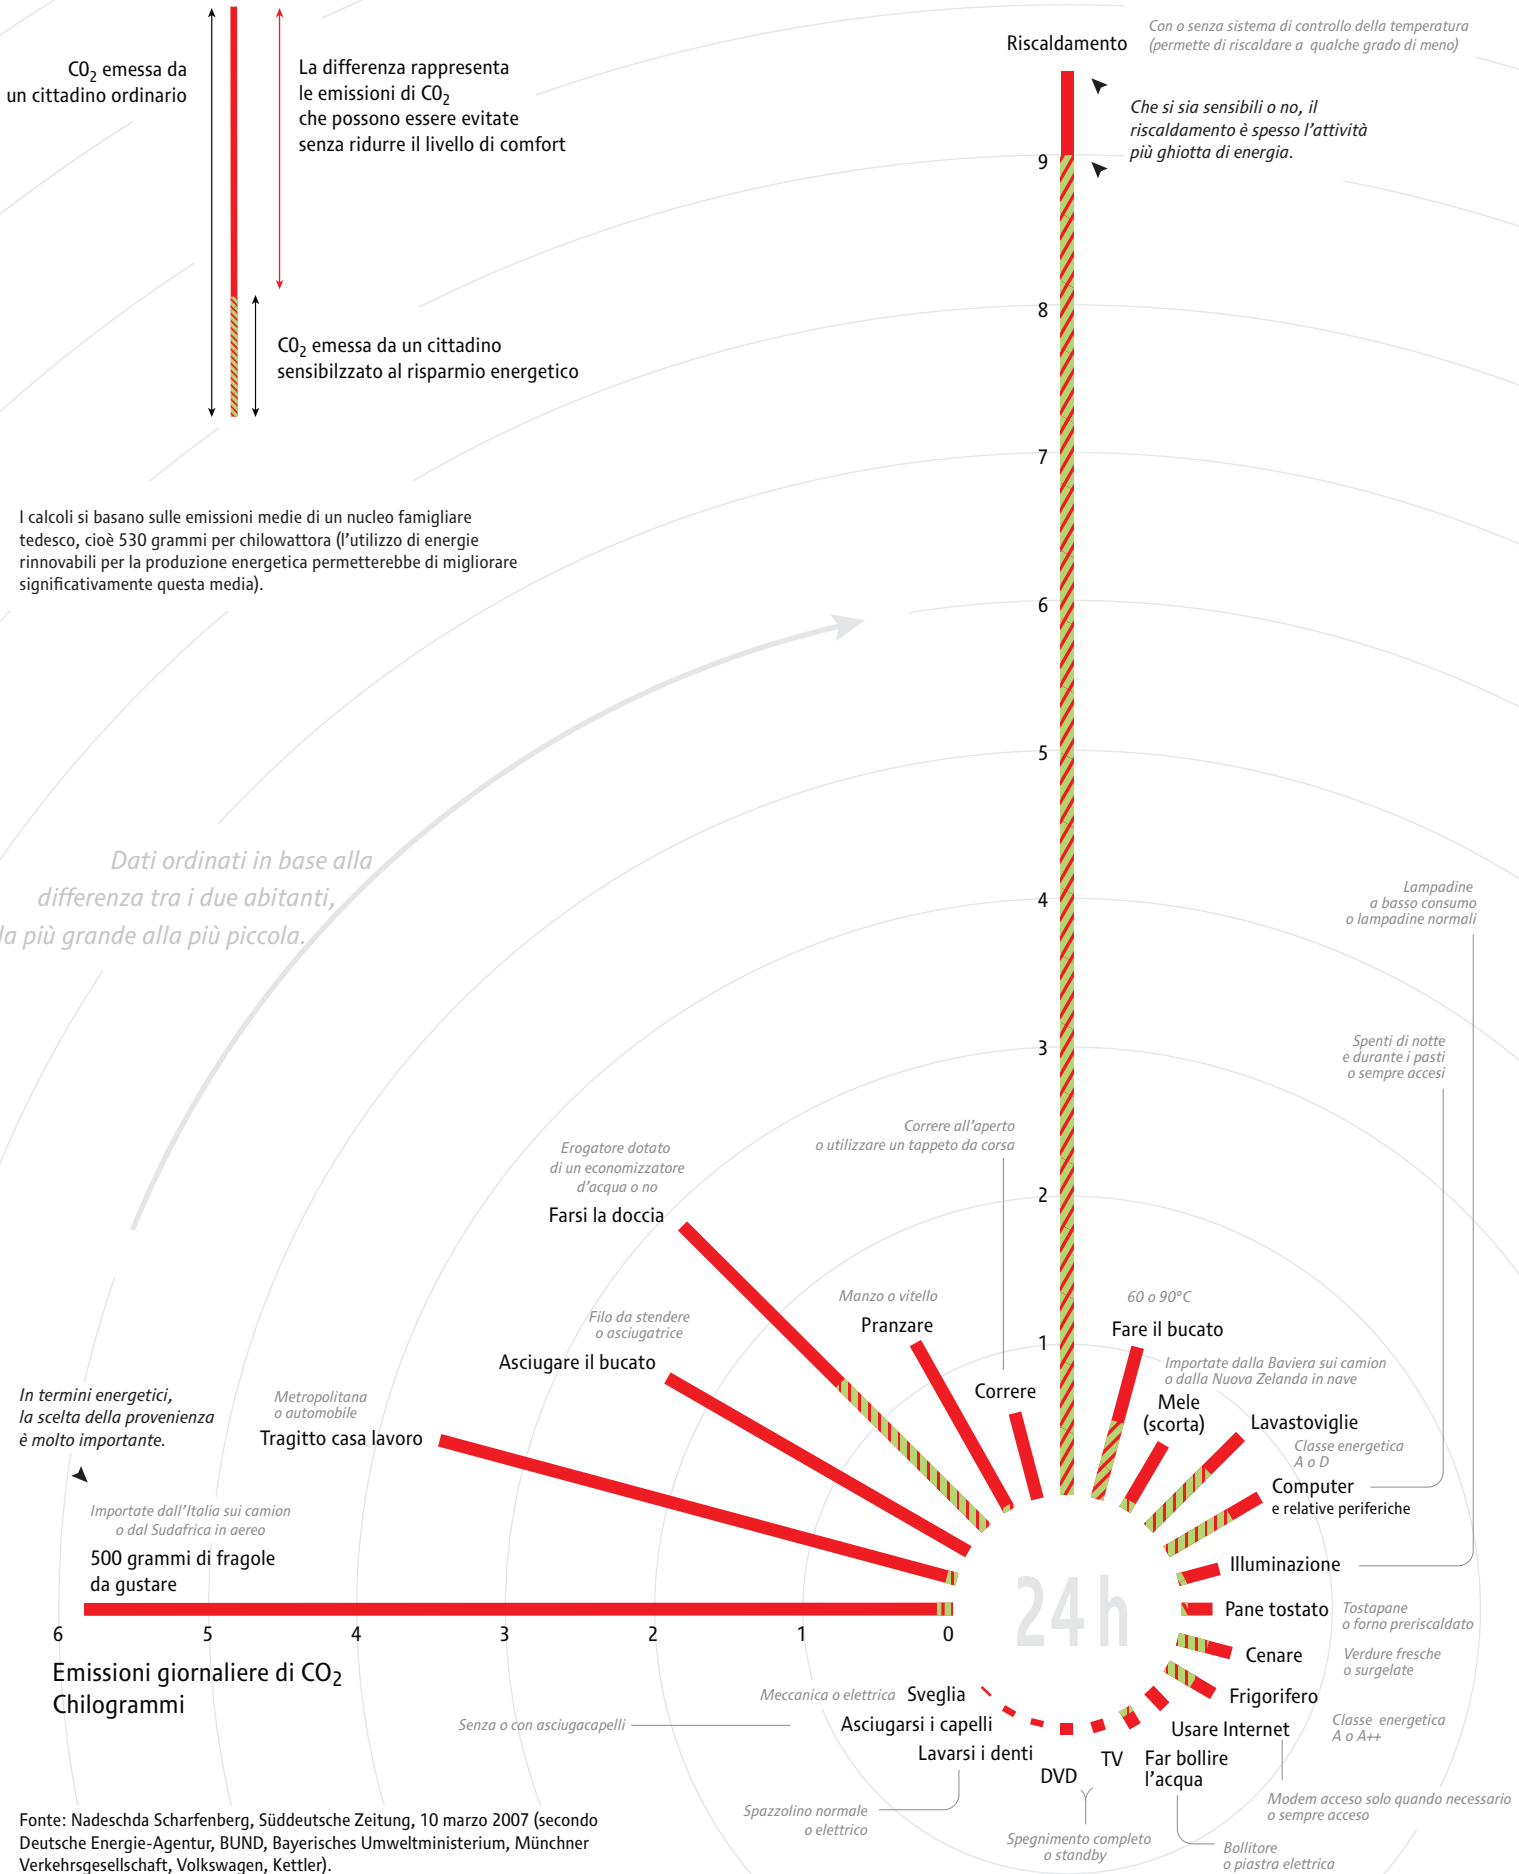 CO2 emessa da
un cittadino ordinario
La differenza rappresenta
le emissioni di CO2
che possono essere evitate
senza ridurre il livello di comfort
CO2 emessa da un cittadino
sensibilzzato al risparmio energetico
I calcoli si basano sulle emissioni medie di un nucleo famigliare
tedesco, cioè 530 grammi per chilowattora (l'utilizzo di energie
rinnovabili per la produzione energetica permetterebbe di migliorare
significativamente questa media).
Riscaldamento
Con o senza sistema di controllo della temperatura
(permette di riscaldare a qualche grado di meno)
Che si sia sensibili o no, il
riscaldamento è spesso l'attività
più ghiotta di energia.
9
8
7
6
5
4
3
2
1
Dati ordinati in base alla
differenza tra i due abitanti,
la più grande alla più piccola.
In termini energetici,
la scelta della provenienza
è molto importante.
Importate dall'Italia sui camion
o dal Sudafrica in aereo
500 grammi di fragole
da gustare
Metropolitana
o automobile
Tragitto casa lavoro
Filo da stendere
o asciugatrice
Asciugare il bucato
Erogatore dotato
di un economizzatore
d'acqua o no
Farsi la doccia
Manzo o vitello
Pranzare
Correre all'aperto
o utilizzare un tappeto da corsa
Correre
60 o 90°C
Fare il bucato
Importate dalla Baviera sui camion
o dalla Nuova Zelanda in nave
Mele
(scorta)
Lavastoviglie
Classe energetica
A o D
Spenti di notte
e durante i pasti
o sempre accesi
Computer
e relative periferiche
Lampadine
a basso consumo
o lampadine normali
Illuminazione
Pane tostato
Tostapane
o forno preriscaldato
Cenare
Verdure fresche
o surgelate
Frigorifero
Classe energetica
A o A++
Usare Internet
Modem acceso solo quando necessario
o sempre acceso
Far bollire
l'acqua
Bollitore
o piastra elettrica
TV
DVD
Spegnimento completo
o standby
Lavarsi i denti
Spazzolino normale
o elettrico
Asciugarsi i capelli
Senza o con asciugacapelli
Sveglia
Meccanica o elettrica
24 h
6 5 4 3 2 1 0
Emissioni giornaliere di CO2
Chilogrammi
Fonte: Nadeschda Scharfenberg, Süddeutsche Zeitung, 10 marzo 2007 (secondo
Deutsche Energie-Agentur, BUND, Bayerisches Umweltministerium, Münchner
Verkehrsgesellschaft, Volkswagen, Kettler).